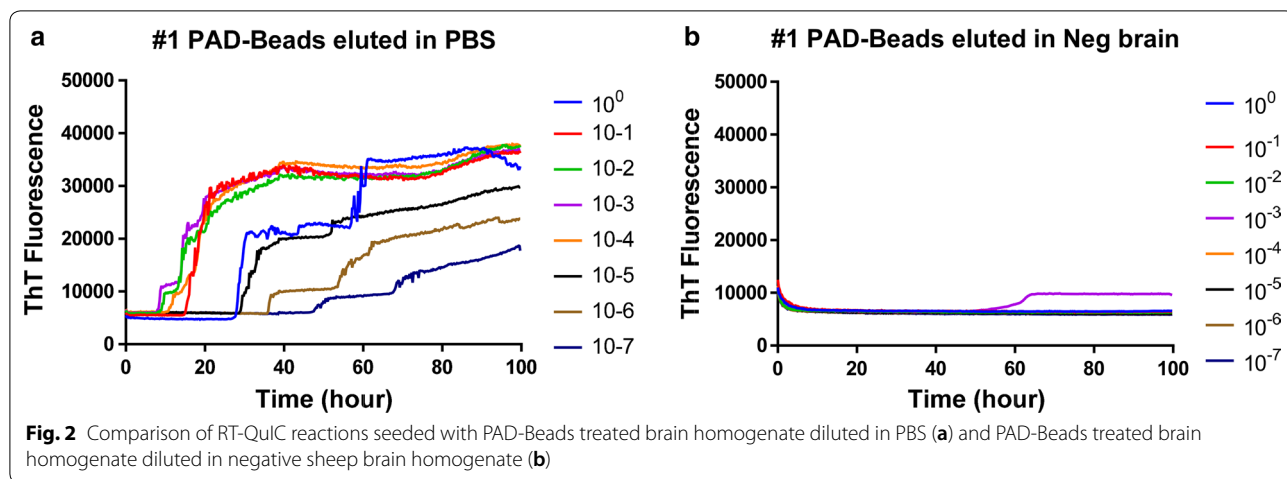 a #1 PAD-Beads eluted in PBS
ThT Fluorescence
50000
40000
30000
20000
10000
0
0 20 40 60 80 100
Time (hour)
10⁰
10-1
10-2
10-3
10-4
10-5
10-6
10-7
b #1 PAD-Beads eluted in Neg brain
ThT Fluorescence
50000
40000
30000
20000
10000
0
0 20 40 60 80 100
Time (hour)
10⁰
10⁻¹
10⁻²
10⁻³
10⁻⁴
10⁻⁵
10⁻⁶
10⁻⁷
Fig. 2 Comparison of RT-QuIC reactions seeded with PAD-Beads treated brain homogenate diluted in PBS (a) and PAD-Beads treated brain
homogenate diluted in negative sheep brain homogenate (b)